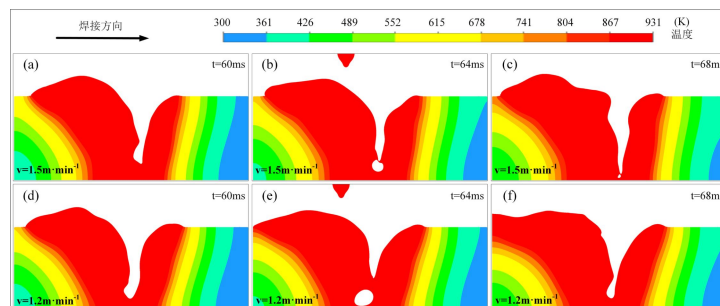 焊接方向
300 361 426 489 552 615 678 741 804 867 931 (K)
温度
(a) t=60ms
v=1.5m·min⁻¹
(b) t=64ms
v=1.5m·min⁻¹
(c) t=68ms
v=1.5m·min⁻¹
(d) t=60ms
v=1.2m·min⁻¹
(e) t=64ms
v=1.2m·min⁻¹
(f) t=68ms
v=1.2m·min⁻¹